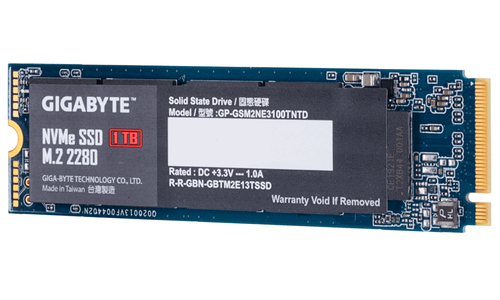 GIGABYTE™
NVMe SSD 1TB
M.2 2280
GIGA-BYTE TECHNOLOGY CO., LTD.
Made in Taiwan 台灣製造
Solid State Drive / 固態硬碟
Model / 型號 :GP-GSM2NE3100TNTD
Rated : DC +3.3V --- 1.0A
R-R-GBN-GBTM2E13TSSD
Warranty Void If Removed